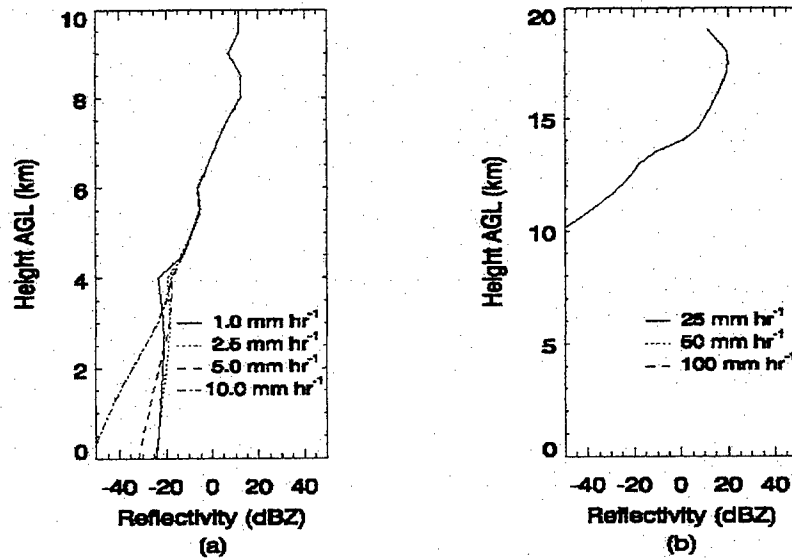 10
8
6
4
2
0
Height AGL (km)
1.0 mm hr⁻¹
2.5 mm hr⁻¹
5.0 mm hr⁻¹
10.0 mm hr⁻¹
-40 -20 0 20 40
Reflectivity (dBZ)
(a)
20
15
10
5
0
Height AGL (km)
25 mm hr⁻¹
50 mm hr⁻¹
100 mm hr⁻¹
-40 -20 0 20 40
Reflectivity (dBZ)
(b)